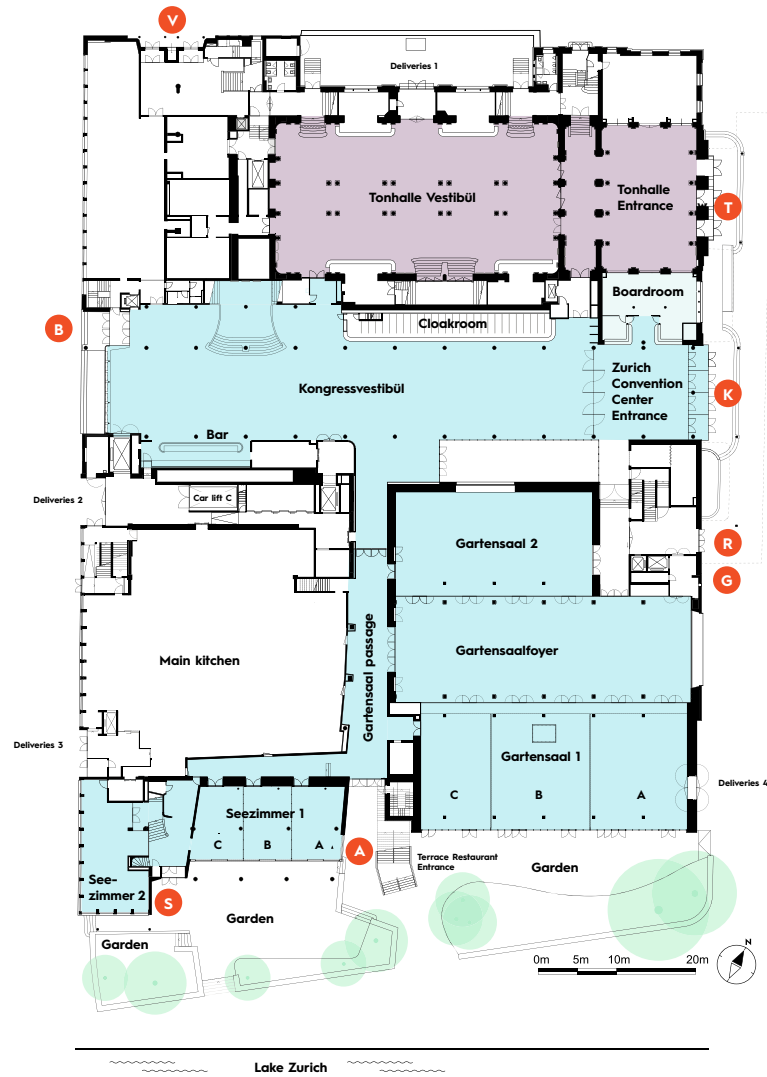 V
Deliveries 1
Tonhalle Vestibül
Tonhalle
Entrance
T
Boardroom
B
Cloakroom
Kongressvestibül
Zurich
Convention
Center
Entrance
K
Bar
Deliveries 2
Car lift C
Gartensaal 2
R
G
Gartensaal passage
Main kitchen
Gartensaalfoyer
Deliveries 3
Gartensaal 1
Deliveries 4
C
B
A
Seezimmer 1
C
B
A
A
Terrace Restaurant
Entrance
Garden
See-
zimmer 2
S
Garden
Garden
N
0m 5m 10m 20m
Lake Zurich